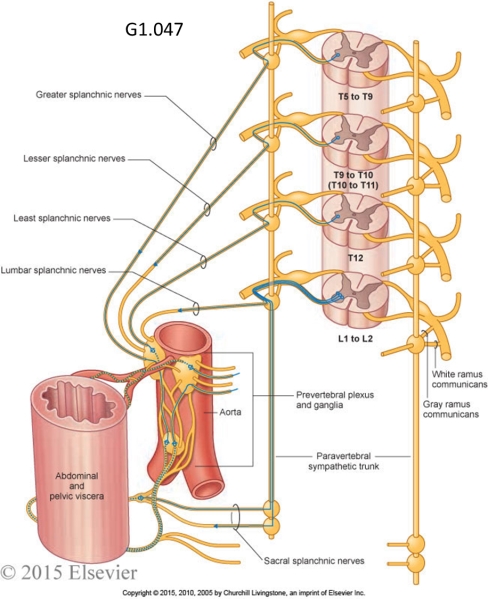 G1.047
T5 to T9
Greater splanchnic nerves
Lesser splanchnic nerves
T9 to T10
(T10 to T11)
Least splanchnic nerves
T12
Lumbar splanchnic nerves
L1 to L2
White ramus
communicans
Gray ramus
communicans
Prevertebral plexus
and ganglia
Aorta
Paravertebral
sympathetic trunk
Abdominal
and
pelvic viscera
Sacral splanchnic nerves
© 2015 Elsevier
Copyright © 2015, 2010, 2005 by Churchill Livingstone, an imprint of Elsevier Inc.